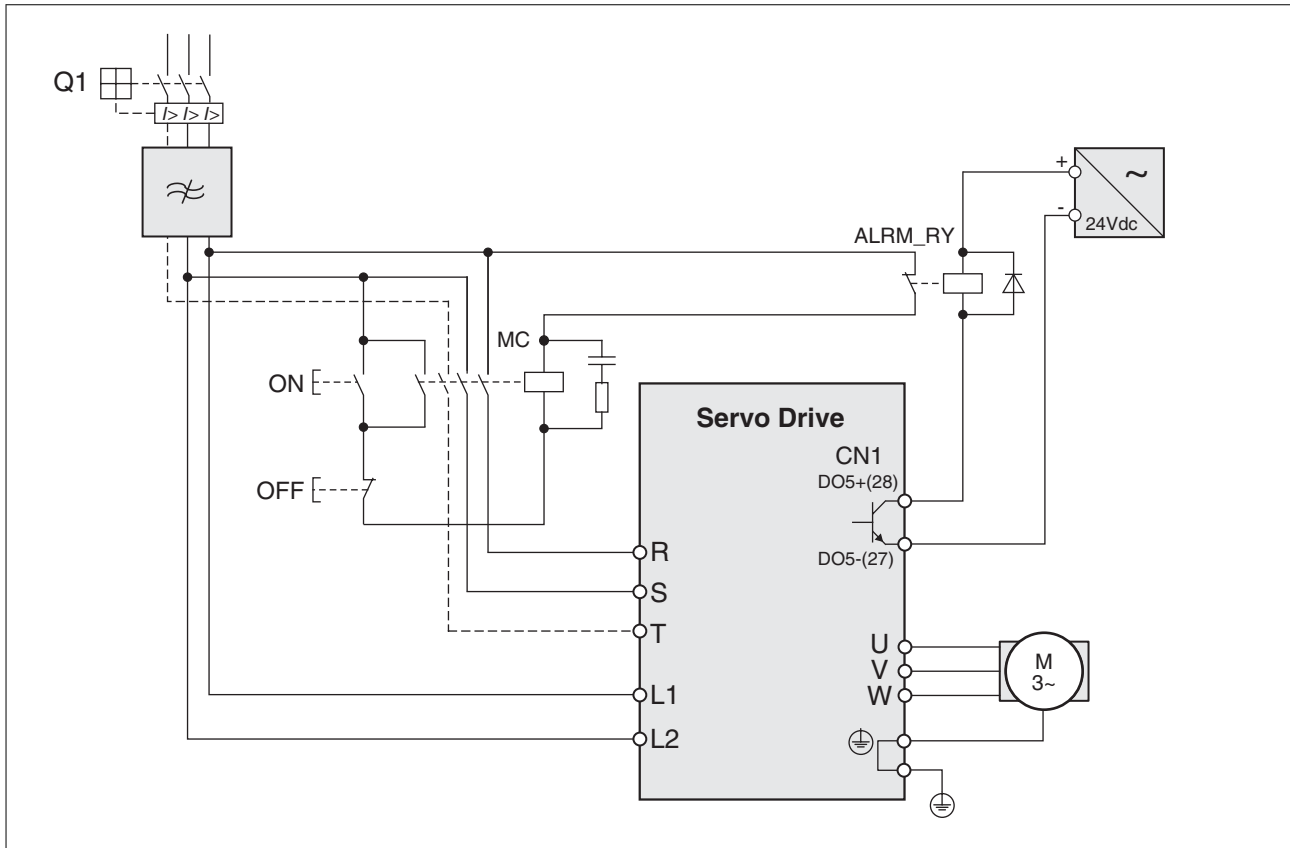 Q1
I> I> I>
+
~
-
24Vdc
ALRM_RY
MC
ON
Servo Drive
CN1
DO5+(28)
OFF
DO5-(27)
R
S
T
U
V
W
M
3~
L1
L2